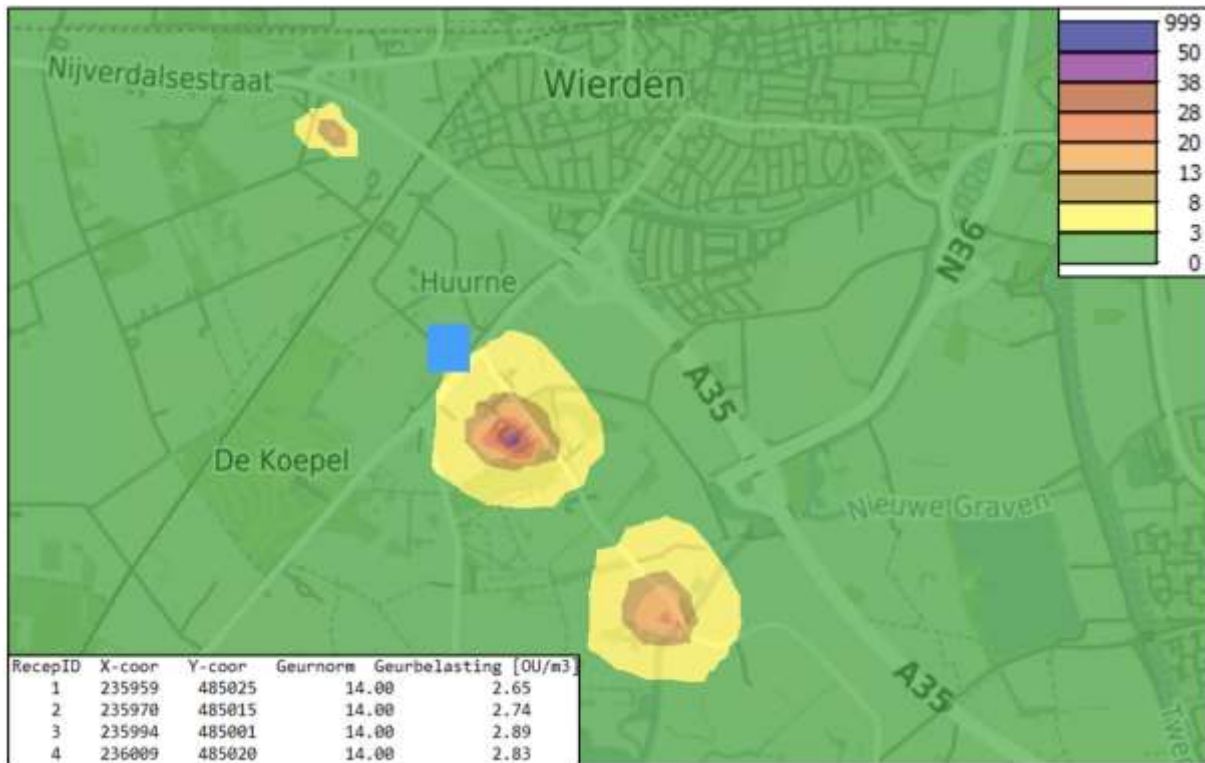 Nijverdalsestraat
Wierden
999
50
38
28
20
13
8
3
0
N36
Huurne
A35
De Koepel
Nieuwe Graven
A35
Twen
RecepID X-coor Y-coor Geurnorm Geurbelasting [OU/m3]
1 235959 485025 14.00 2.65
2 235970 485015 14.00 2.74
3 235994 485001 14.00 2.89
4 236009 485020 14.00 2.83